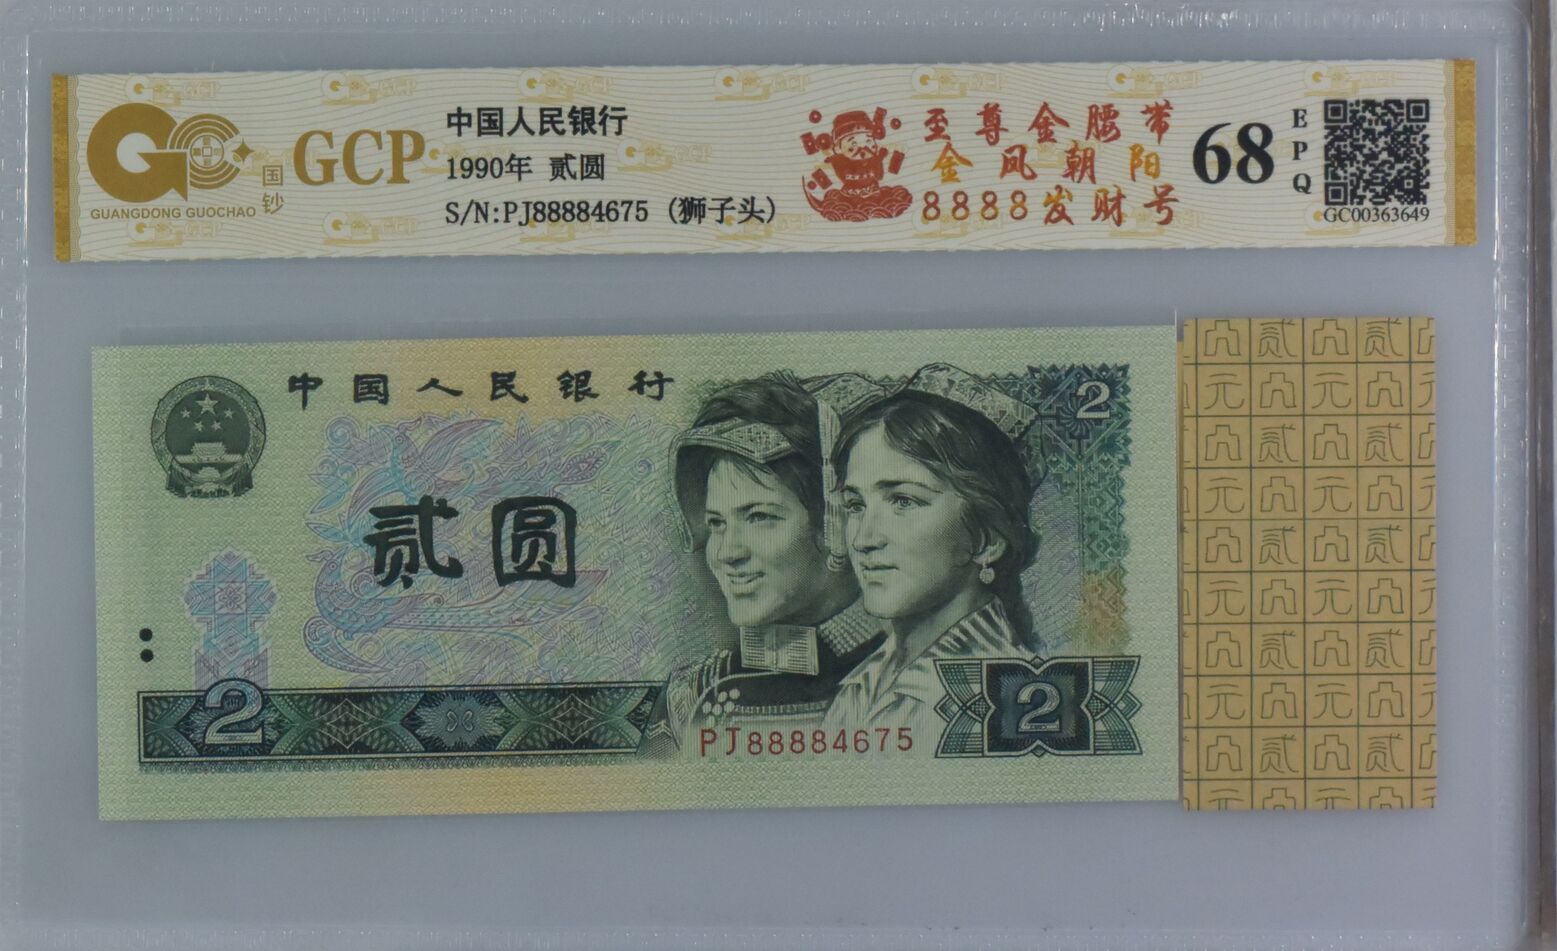 国钞
GUANGDONG GUOCHAO
GCP
中国人民银行
1990年 贰圆
S/N:PJ88884675 (狮子头)
至尊金腰带
金凤朝阳
8888发财号
68
EPQ
GC00363649
中国人民银行
贰圆
2
2
2
PJ88884675